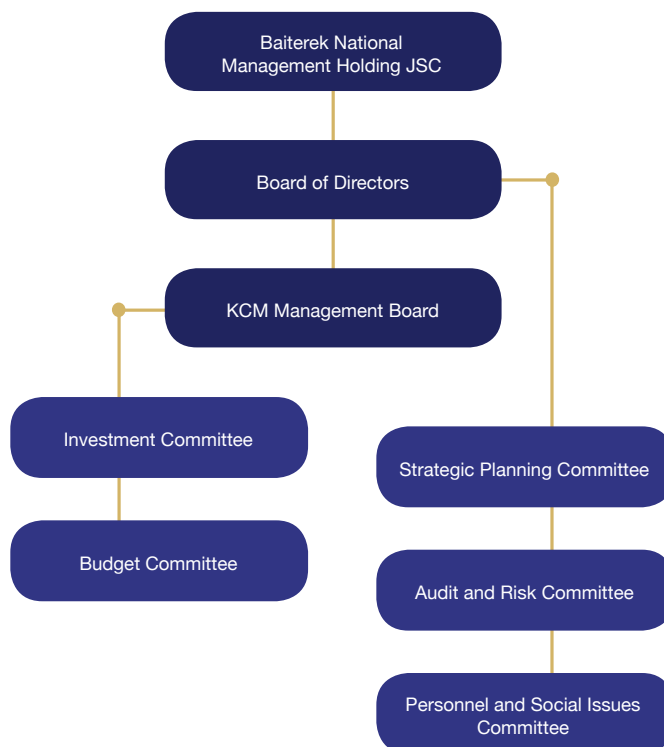 Baiterek National
Management Holding JSC
Board of Directors
KCM Management Board
Investment Committee
Budget Committee
Strategic Planning Committee
Audit and Risk Committee
Personnel and Social Issues
Committee